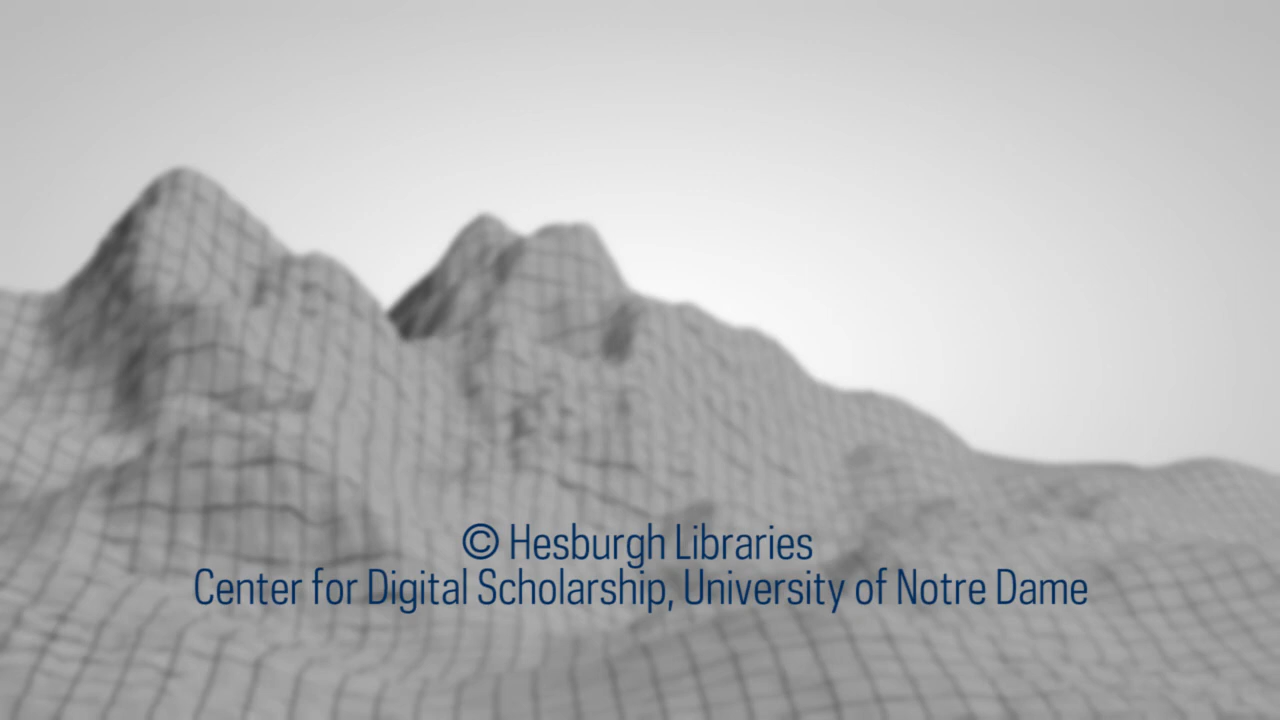 © Hesburgh Libraries
Center for Digital Scholarship, University of Notre Dame